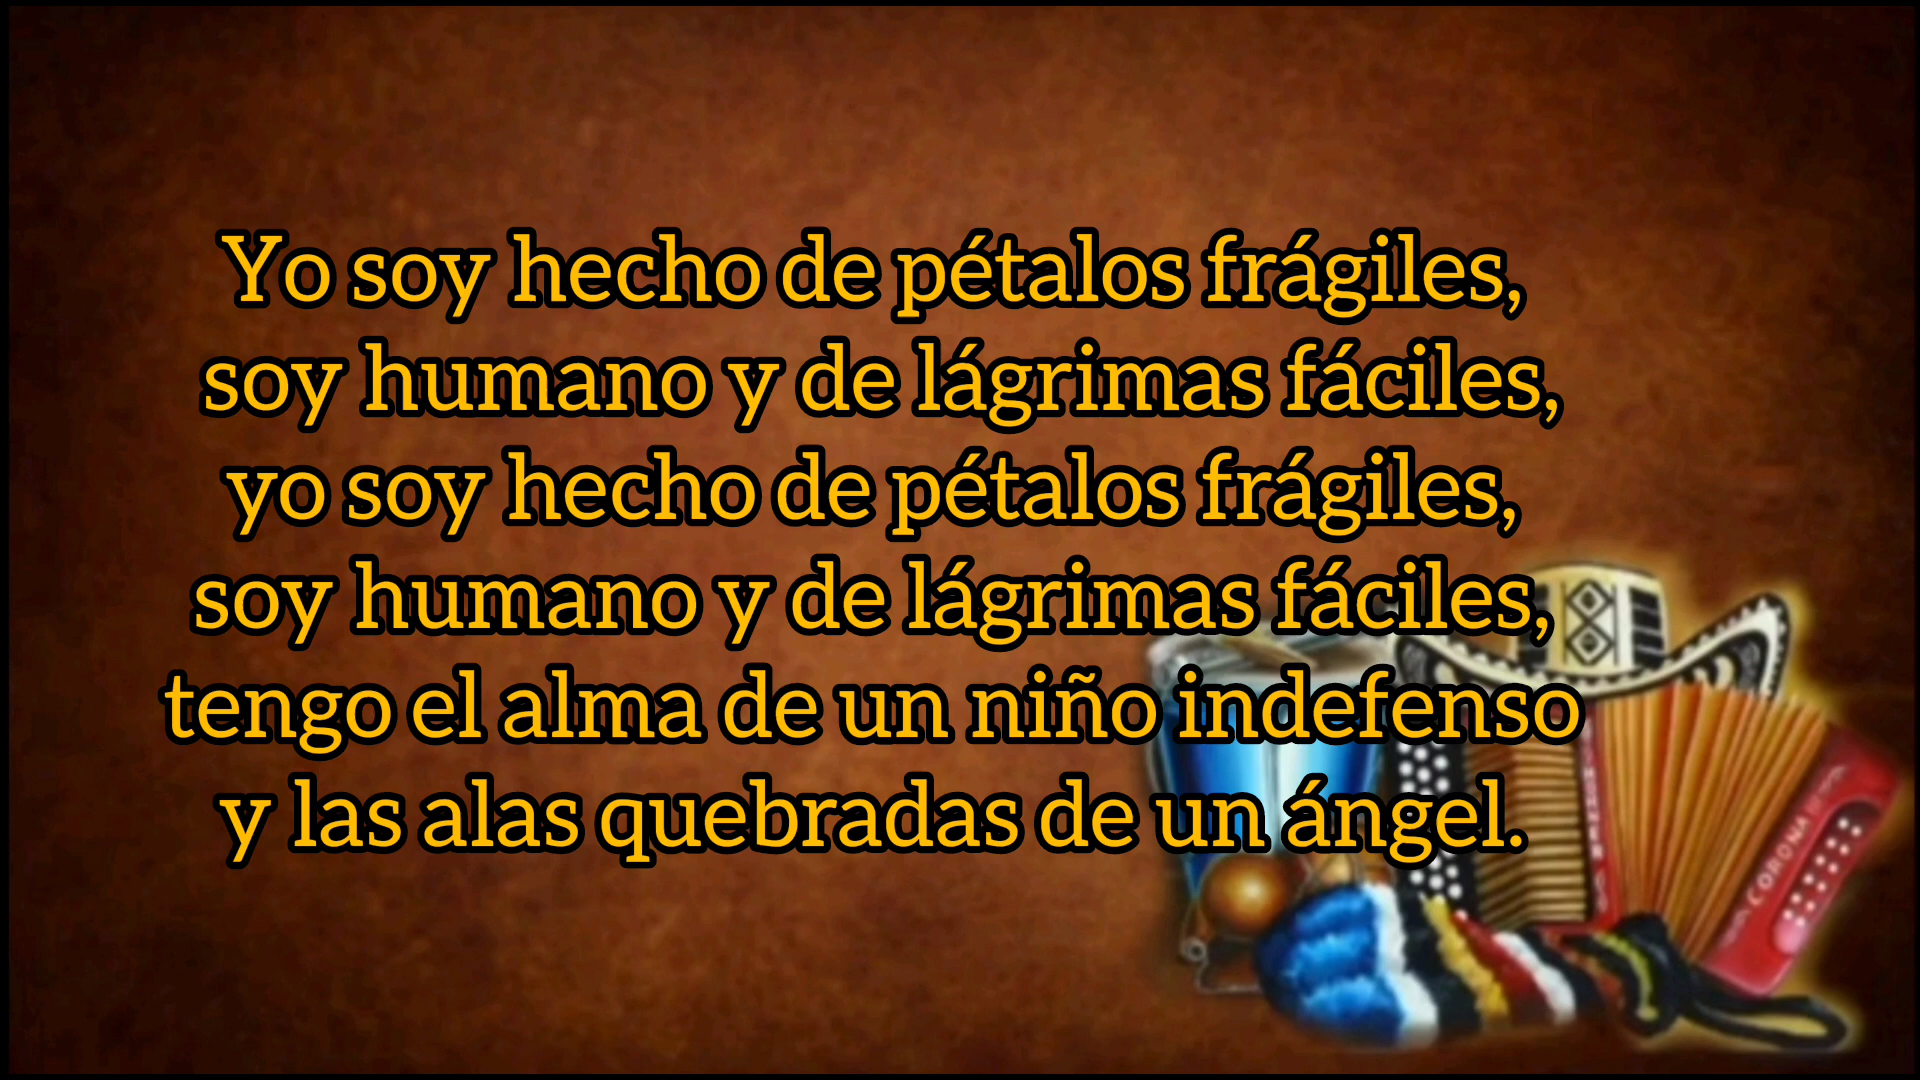 Yo soy hecho de pétalos frágiles,
soy humano y de lágrimas fáciles,
yo soy hecho de pétalos frágiles,
soy humano y de lágrimas fáciles,
tengo el alma de un niño indefenso
y las alas quebradas de un ángel.
CORONA III